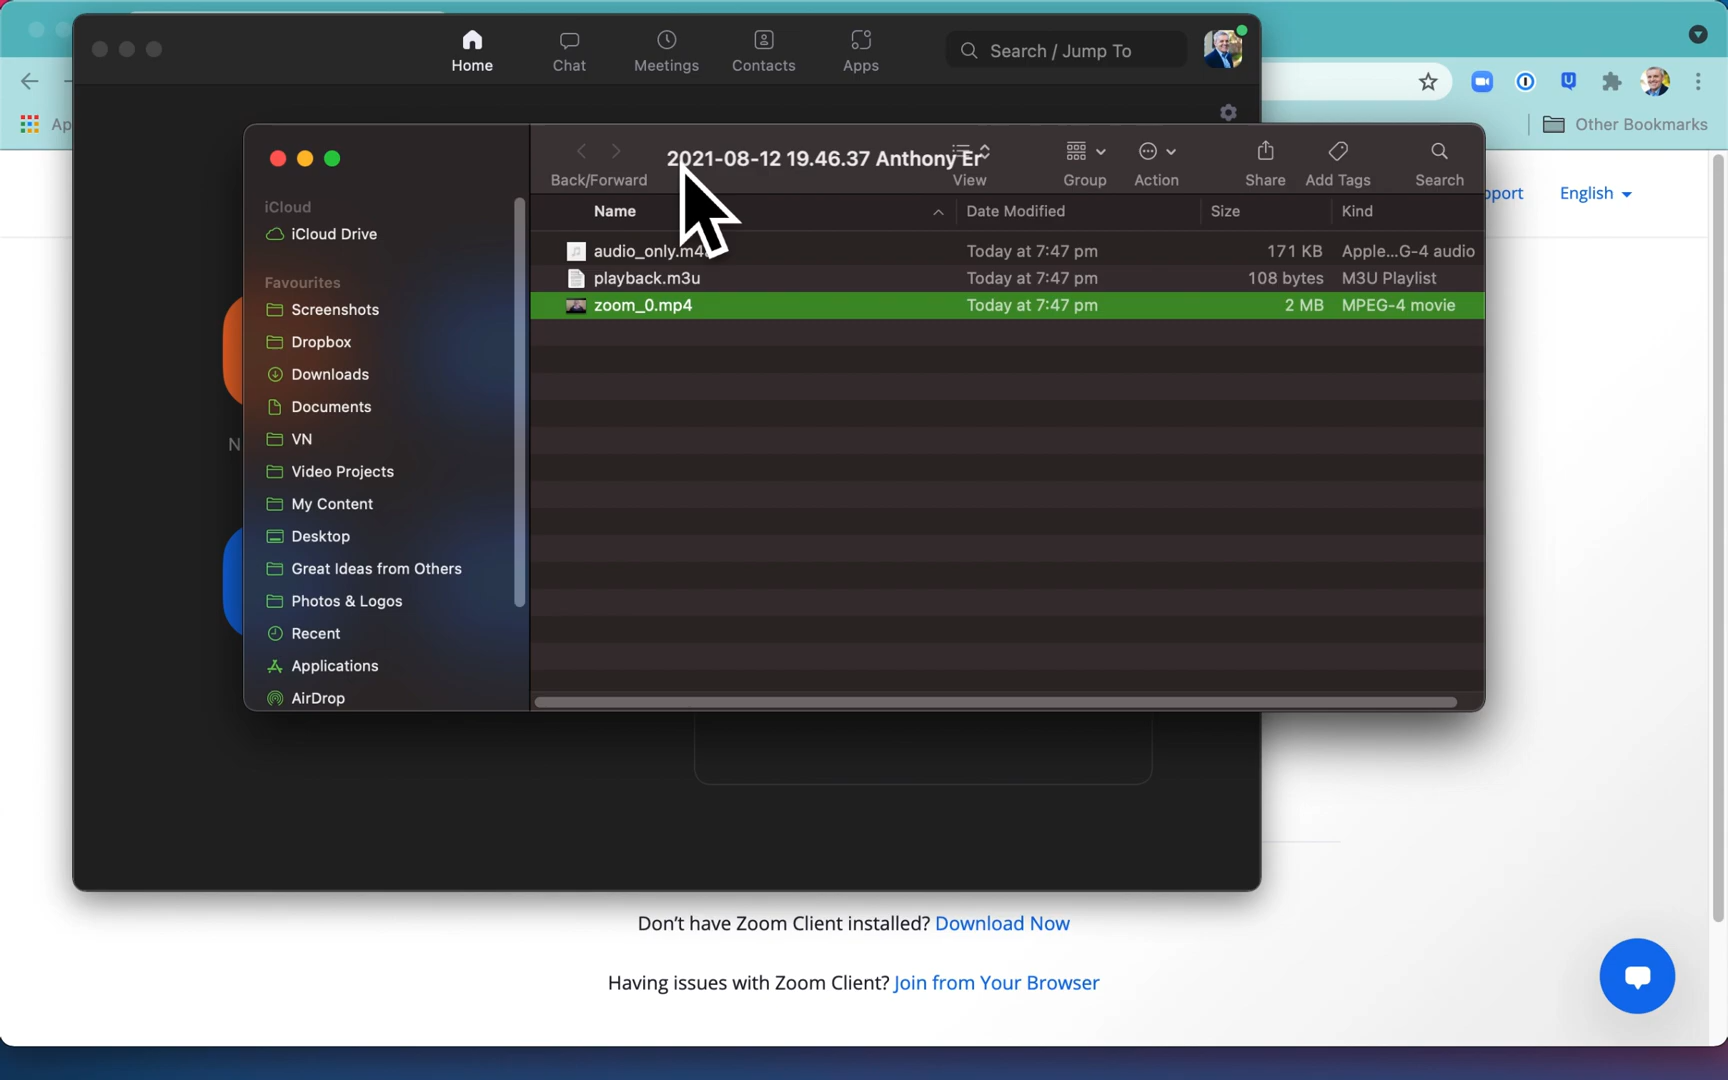 Home
Chat
Meetings
Contacts
Apps
Search / Jump To
Other Bookmarks
English
2021-08-12 19.46.37 Anthony Er
Back/Forward
View
Group
Action
Share
Add Tags
Search
Name
Date Modified
Size
Kind
audio_only.m4a Today at 7:47 pm 171 KB Apple...G-4 audio
playback.m3u Today at 7:47 pm 108 bytes M3U Playlist
zoom_0.mp4 Today at 7:47 pm 2 MB MPEG-4 movie
iCloud
iCloud Drive
Favourites
Screenshots
Dropbox
Downloads
Documents
VN
Video Projects
My Content
Desktop
Great Ideas from Others
Photos & Logos
Recent
Applications
AirDrop
Don't have Zoom Client installed? Download Now
Having issues with Zoom Client? Join from Your Browser